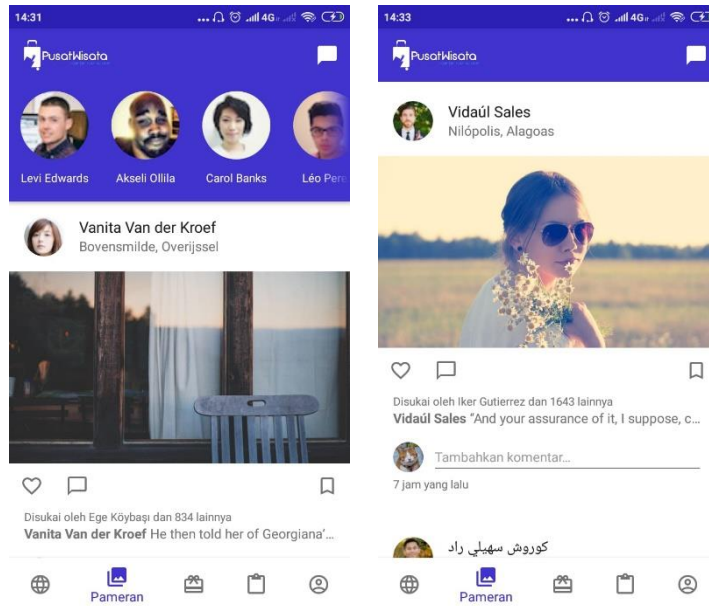 14:31
... 4G
PusatWisata
Levi Edwards
Akseli Ollila
Carol Banks
Léo Pere
Vanita Van der Kroef
Bovensmilde, Overijssel
Disukai oleh Ege Köybaşı dan 834 lainnya
Vanita Van der Kroef He then told her of Georgiana’...
Pameran
14:33
... 4G
PusatWisata
Vidaúl Sales
Nilópolis, Alagoas
Disukai oleh Iker Gutierrez dan 1643 lainnya
Vidaúl Sales “And your assurance of it, I suppose, c...
Tambahkan komentar...
7 jam yang lalu
كوروش سهيلي راد
Pameran